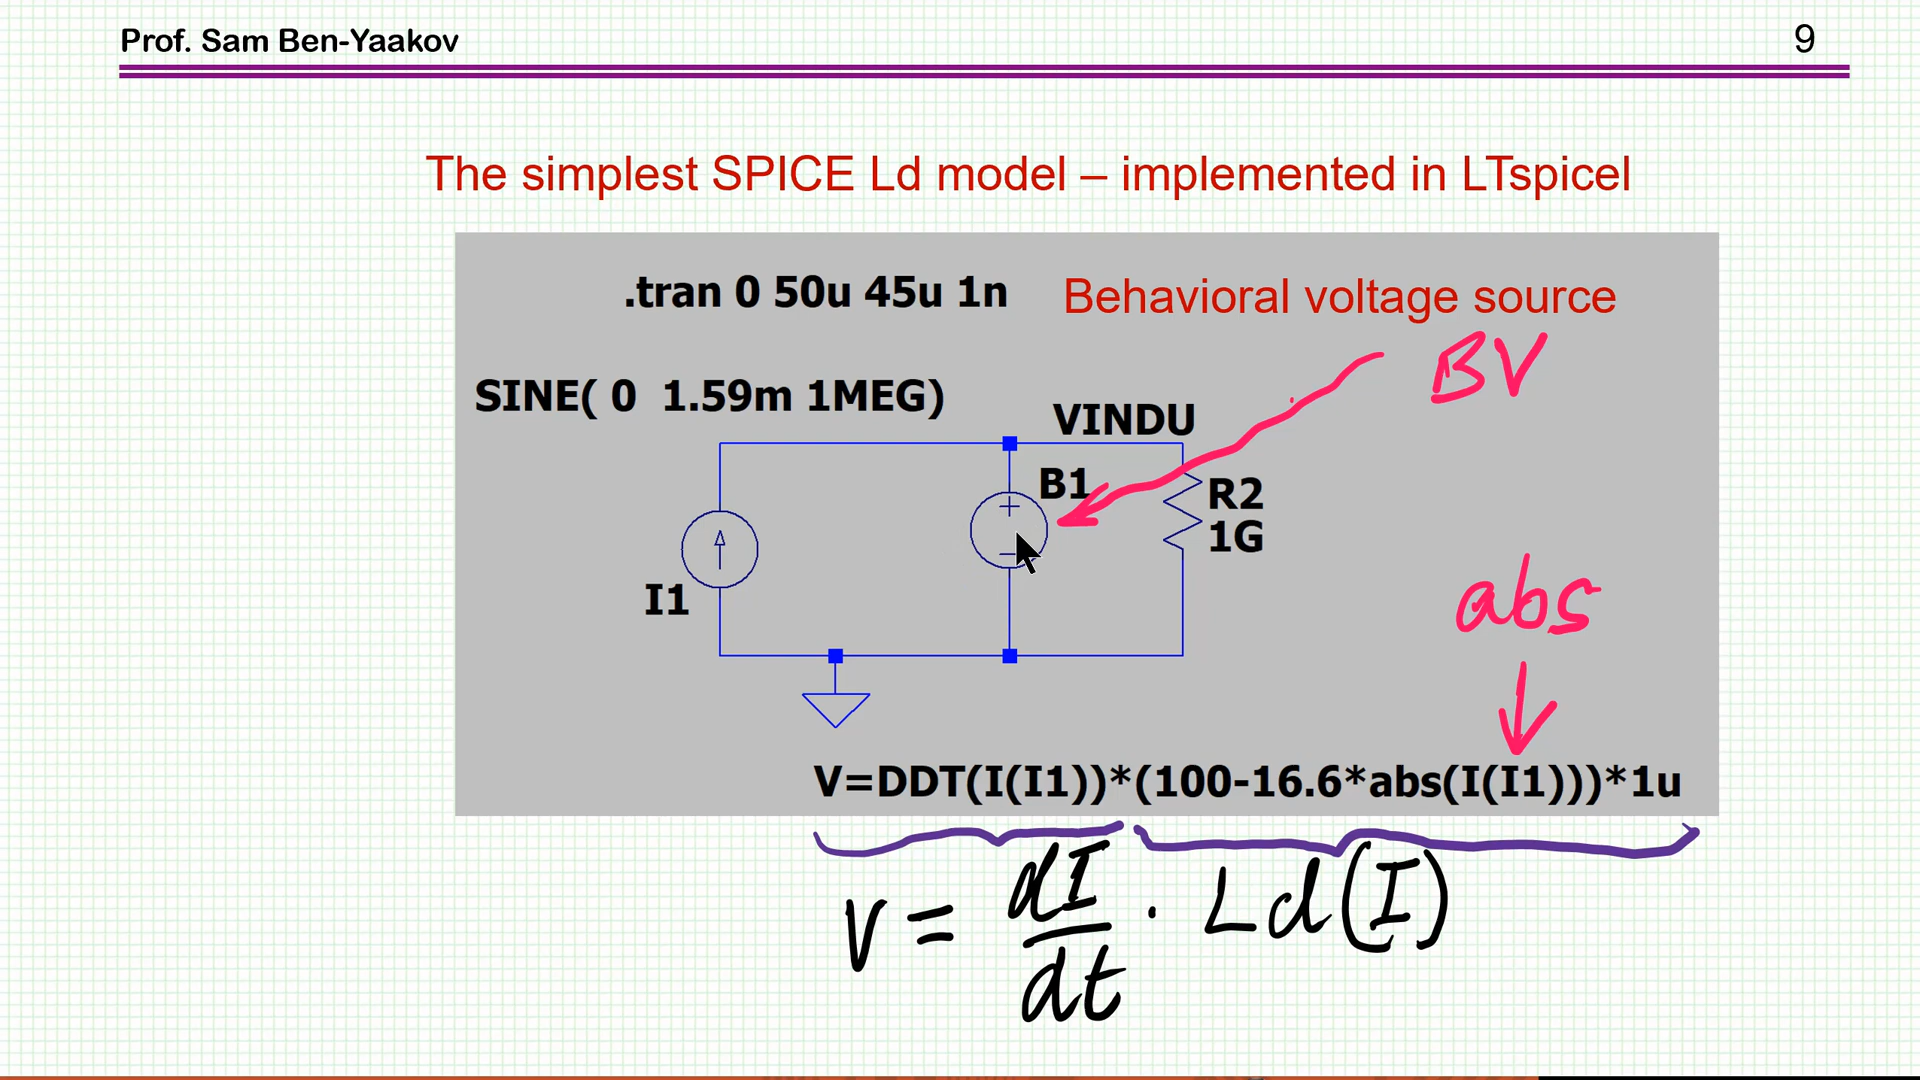 Prof. Sam Ben-Yaakov 9
The simplest SPICE Ld model – implemented in LTspicel
.tran 0 50u 45u 1n
Behavioral voltage source
BV
SINE( 0 1.59m 1MEG)
VINDU
B1
R2
1G
I1
abs
V=DDT(I(I1))*(100-16.6*abs(I(I1)))*1u
V = dI/dt · Ld(I)